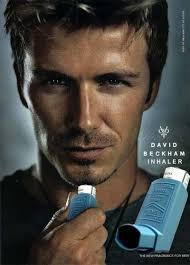 DAVID
BECKHAM
INHALER
THE NEW FRAGRANCE FOR MEN